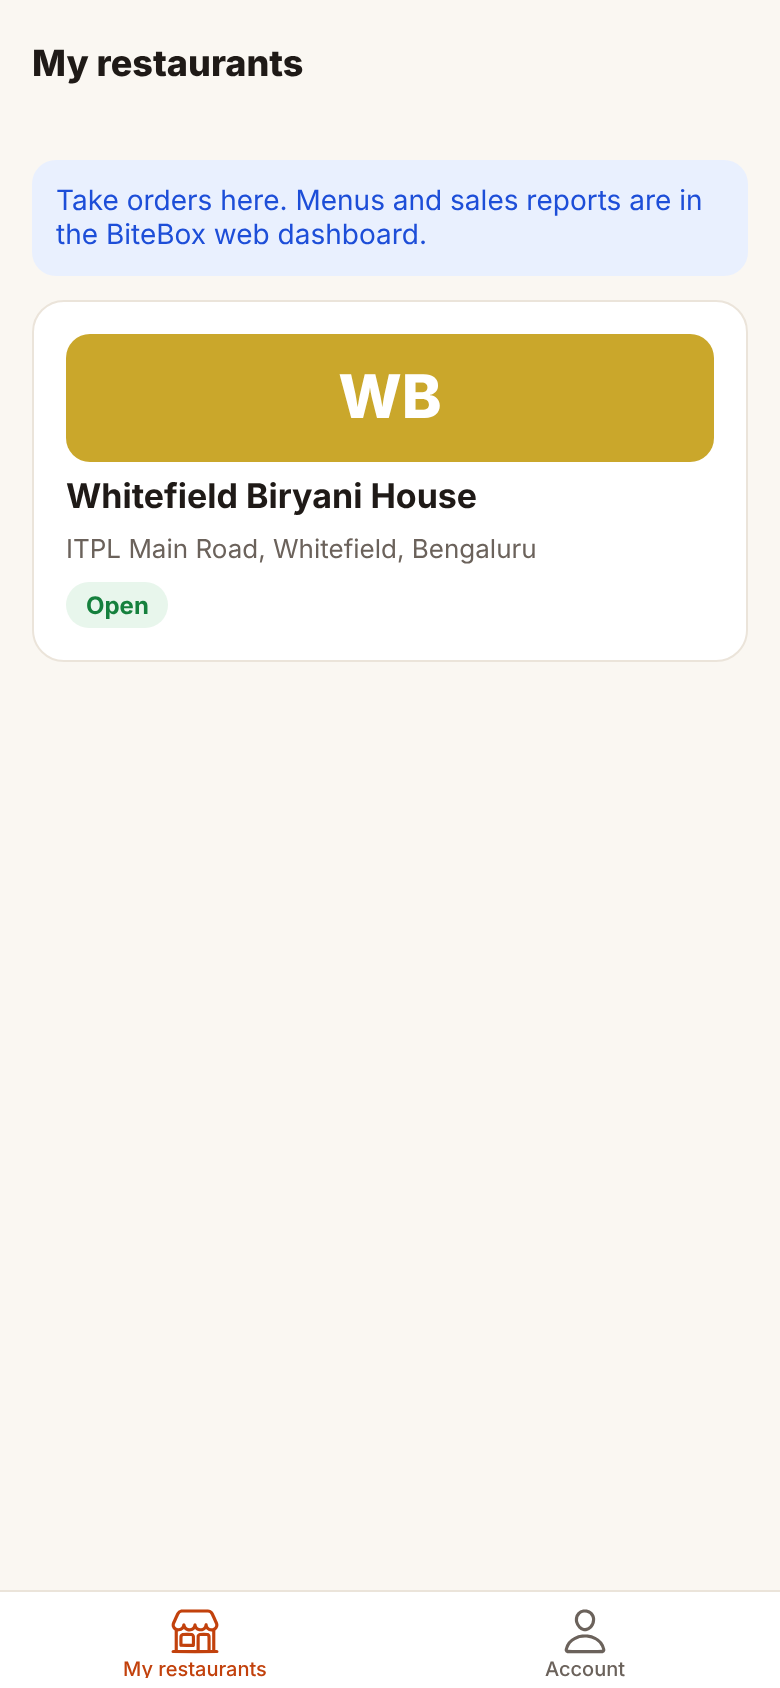 My restaurants
Take orders here. Menus and sales reports are in
the BiteBox web dashboard.
WB
Whitefield Biryani House
ITPL Main Road, Whitefield, Bengaluru
Open
My restaurants
Account